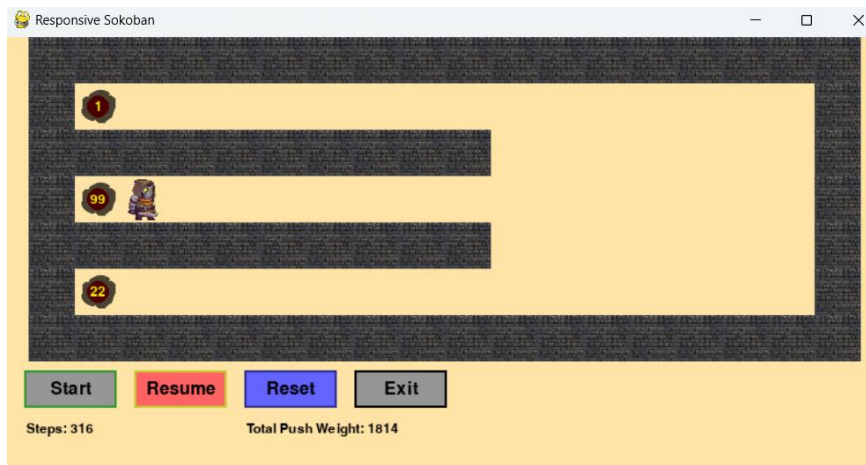 Responsive Sokoban
1
99
22
Start Resume Reset Exit
Steps: 316 Total Push Weight: 1814